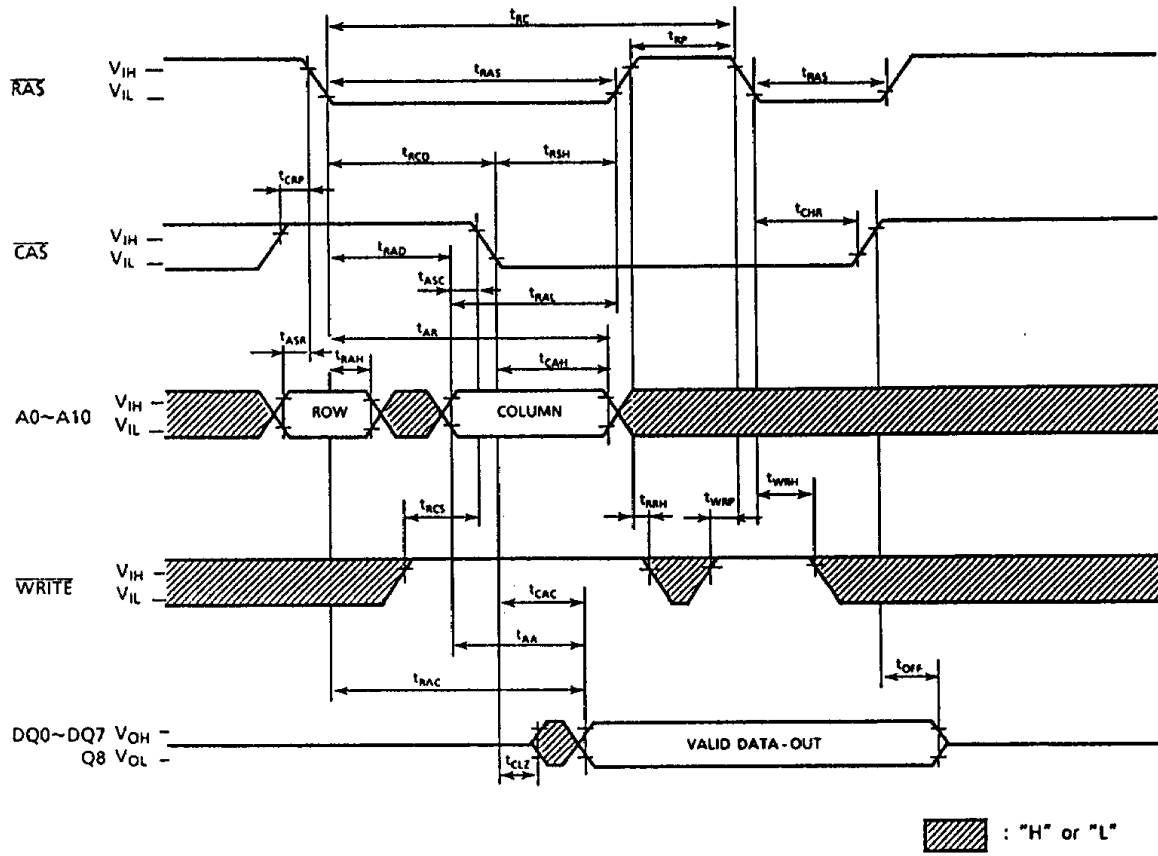 tRC
tRP
RAS VIH VIL tRAS tRAS
tRCD tRSH
tCRP
tCHR
CAS VIH VIL tRAD
tASC tRAL
tAR
tASR tRAH tCAH
A0~A10 VIH VIL ROW COLUMN
tRCS tRRH tWRP tWRH
WRITE VIH VIL
tCAC
tAA
tRAC tOFF
DQ0~DQ7 VOH
Q8 VOL VALID DATA-OUT
tCLZ
: "H" or "L"